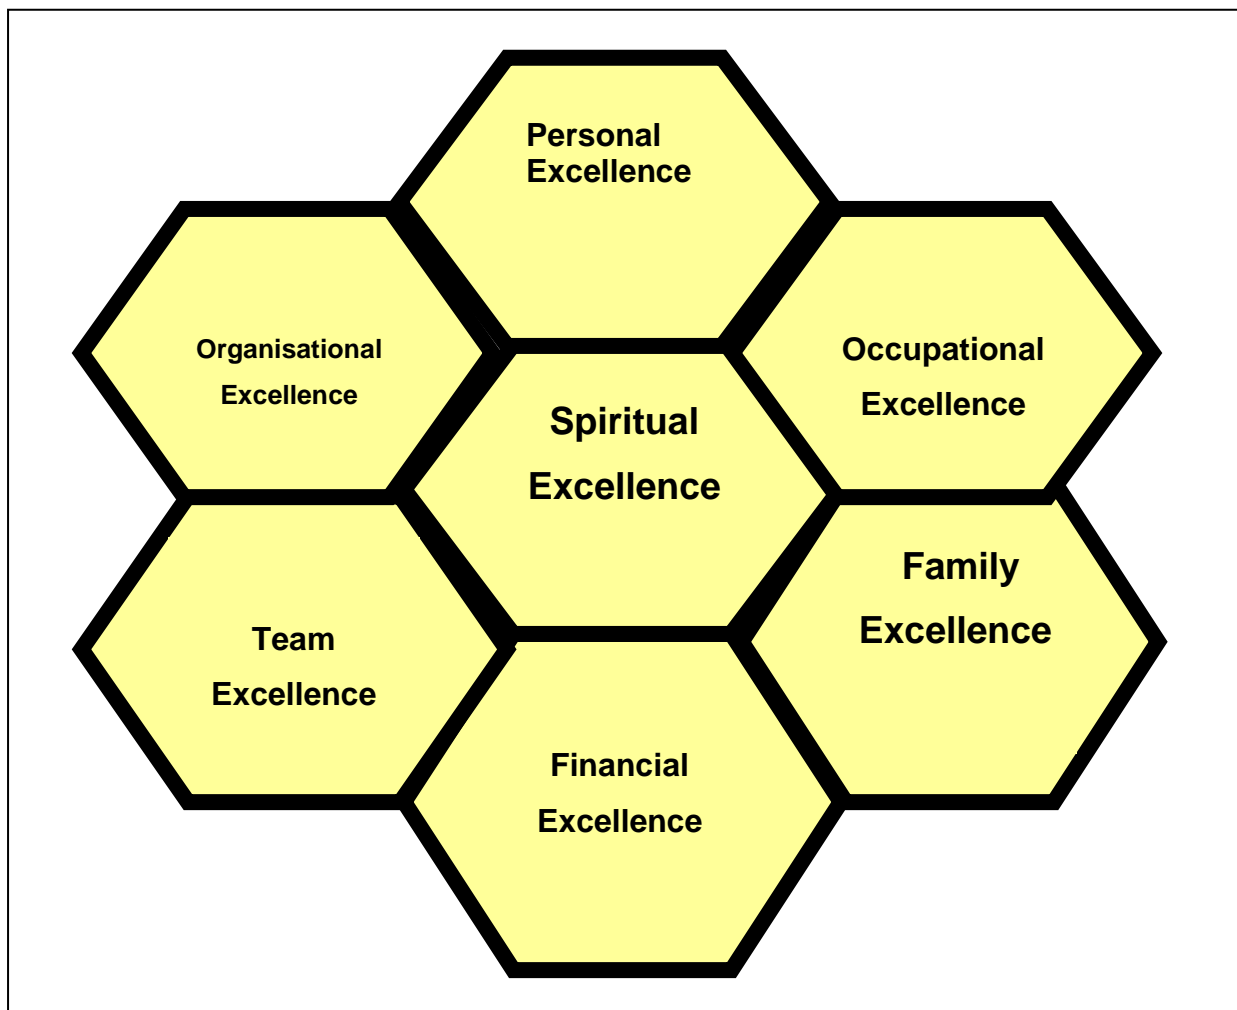 Personal
Excellence
Organisational
Excellence
Occupational
Excellence
Spiritual
Excellence
Family
Excellence
Team
Excellence
Financial
Excellence